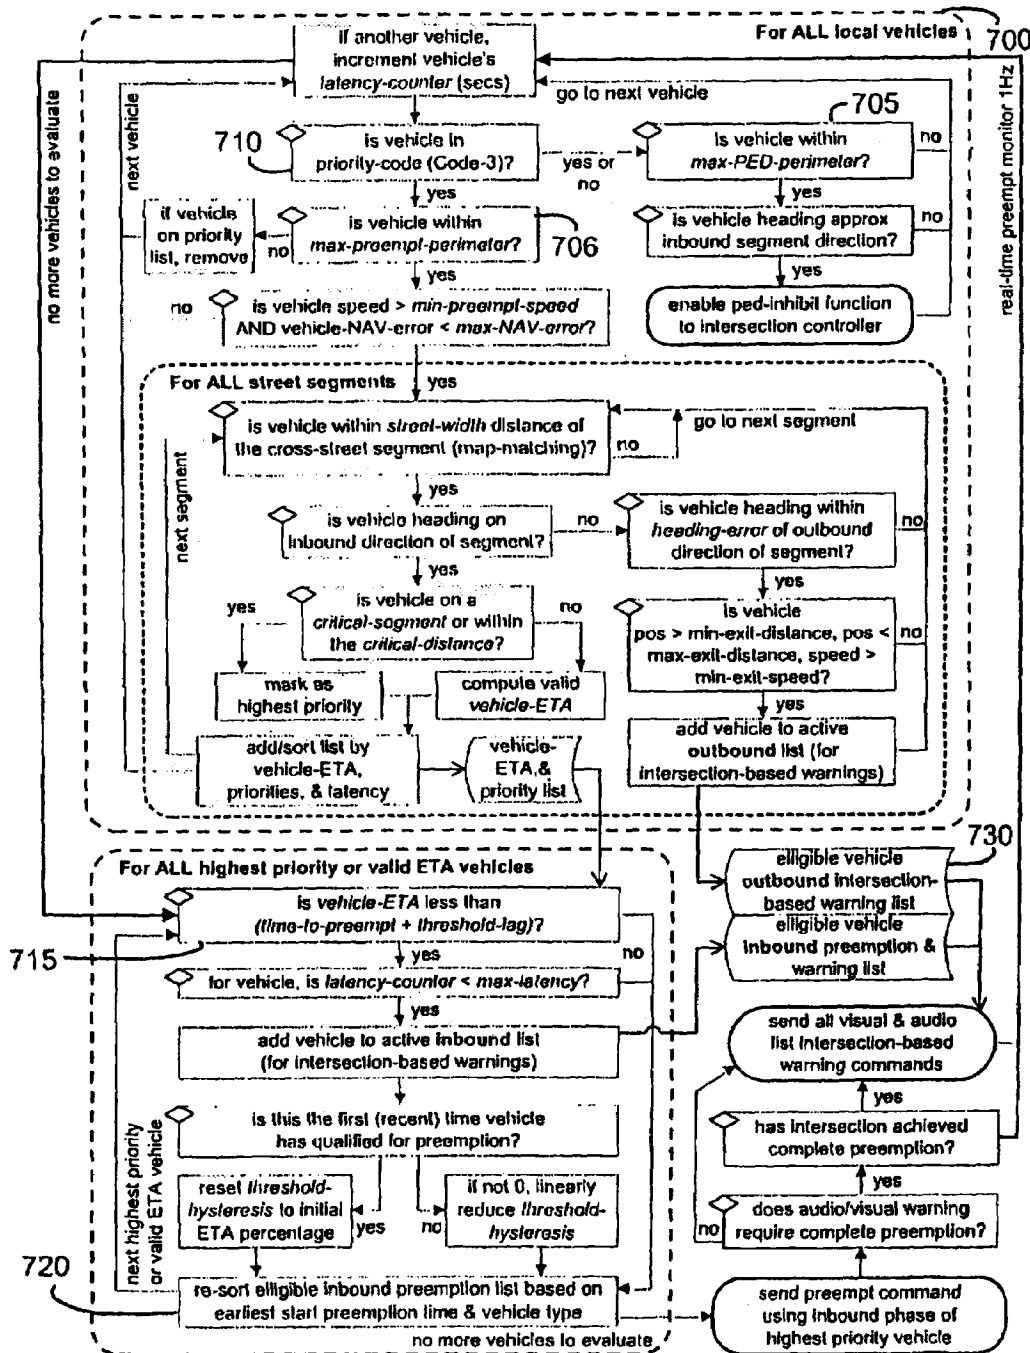 For ALL local vehicles
700
if another vehicle,
increment vehicle's
latency-counter (secs)
go to next vehicle
no more vehicles to evaluate
next vehicle
real-time preempt monitor 1Hz
705
710
is vehicle in
priority-code (Code-3)?
yes or
no
is vehicle within
max-PED-perimeter?
no
yes
yes
if vehicle
on priority
list, remove
no
is vehicle within
max-preempt-perimeter?
706
is vehicle heading approx
inbound segment direction?
no
yes
yes
no
is vehicle speed > min-preempt-speed
AND vehicle-NAV-error < max-NAV-error?
enable ped-inhibit function
to intersection controller
For ALL street segments
yes
is vehicle within street-width distance of
the cross-street segment (map-matching)?
no
go to next segment
next segment
yes
is vehicle heading on
inbound direction of segment?
no
is vehicle heading within
heading-error of outbound
direction of segment?
no
yes
yes
yes
is vehicle on a
critical-segment or within
the critical-distance?
no
is vehicle
pos > min-exit-distance, pos <
max-exit-distance, speed >
min-exit-speed?
no
mark as
highest priority
compute valid
vehicle-ETA
yes
add/sort list by
vehicle-ETA,
priorities, & latency
vehicle-
ETA,&
priority list
add vehicle to active
outbound list (for
intersection-based warnings)
For ALL highest priority or valid ETA vehicles
730
elligible vehicle
outbound intersection-
based warning list
is vehicle-ETA less than
(time-to-preempt + threshold-lag)?
elligible vehicle
inbound preemption &
warning list
715
yes
no
for vehicle, is latency-counter < max-latency?
yes
send all visual & audio
list intersection-based
warning commands
add vehicle to active inbound list
(for intersection-based warnings)
yes
is this the first (recent) time vehicle
has qualified for preemption?
has intersection achieved
complete preemption?
next highest priority
or valid ETA vehicle
yes
reset threshold-
hysteresis to initial
ETA percentage
yes
no
if not 0, linearly
reduce threshold-
hysteresis
no
does audio/visual warning
require complete preemption?
720
re-sort elligible inbound preemption list based on
earliest start preemption time & vehicle type
send preempt command
using inbound phase of
highest priority vehicle
no more vehicles to evaluate